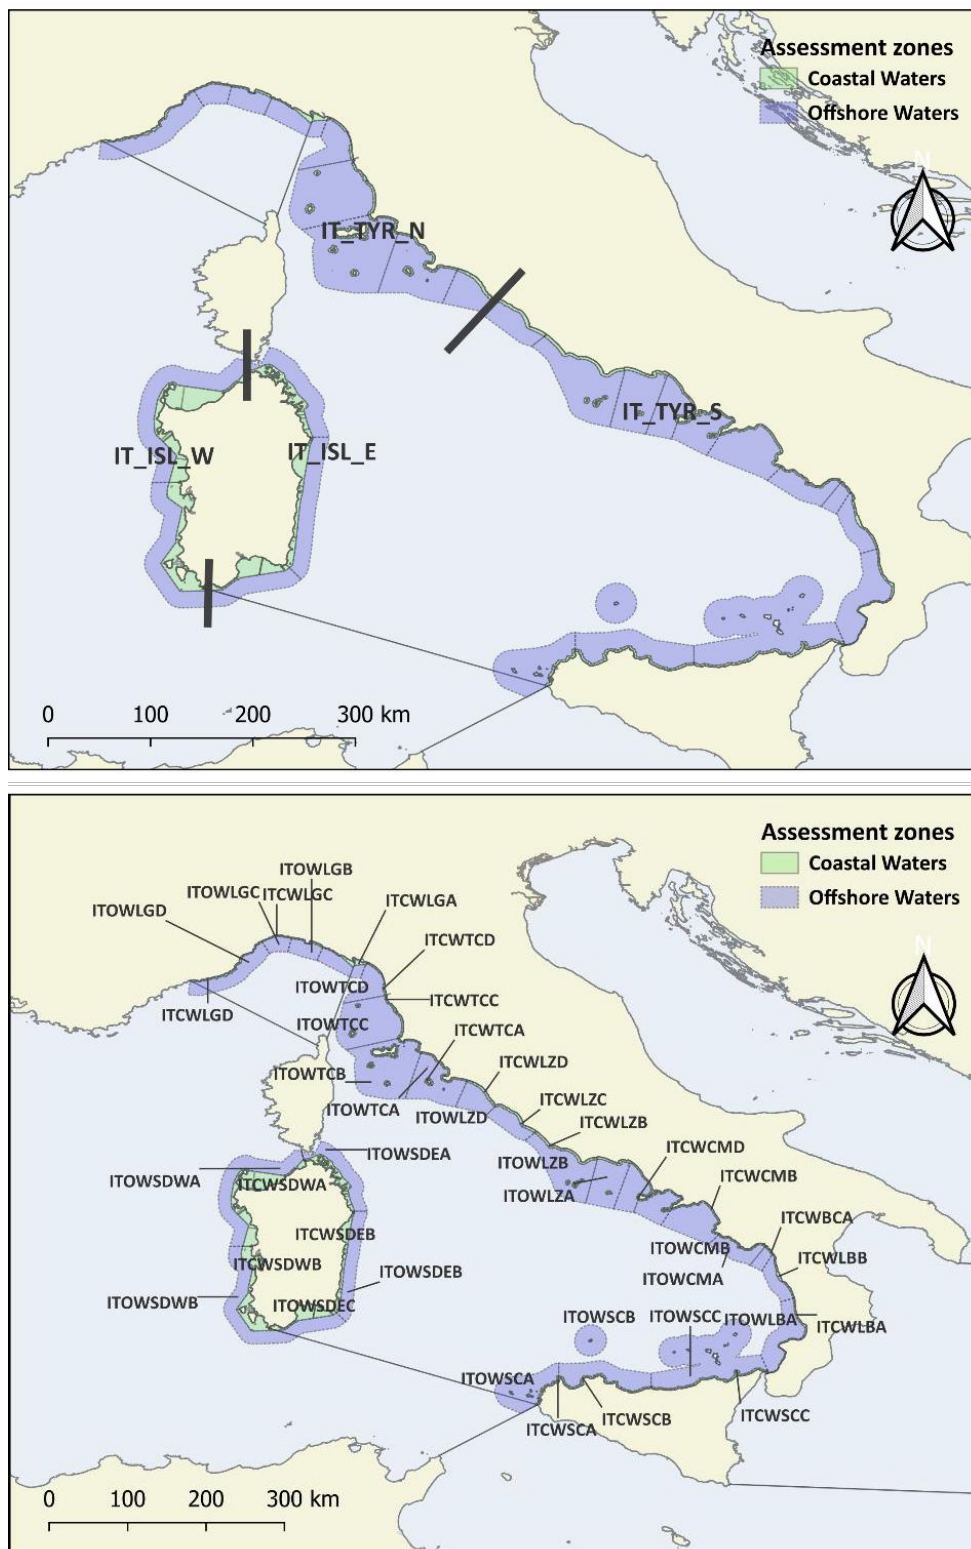 Assessment zones
Coastal Waters
Offshore Waters
N
IT_TYR_N
IT_TYR_S
IT_ISL_W
IT_ISL_E
0 100 200 300 km
Assessment zones
Coastal Waters
Offshore Waters
N
ITOWLGB
ITOWLGC
ITCWLGC
ITCWLGA
ITOWLGD
ITCWTCD
ITOWTCD
ITCWTCC
ITCWLGD
ITOWTCC
ITCWTCA
ITCWLZD
ITOWTCB
ITOWTCA
ITOWLZD
ITCWLZC
ITCWLZB
ITCWCMD
ITOWSDEA
ITOWLZB
ITOWSDWA
ITCWSDWA
ITOWLZA
ITCWCMB
ITCWBCA
ITCWSDEB
ITOWCMB
ITCWLBB
ITCWSDWB
ITOWSDEB
ITOWCMA
ITOWSDWB
ITOWSDEC
ITOWSCB
ITOWSCC
ITOWLBA
ITCWLBA
ITOWSCA
ITCWSCA
ITCWSCB
ITCWSCC
0 100 200 300 km